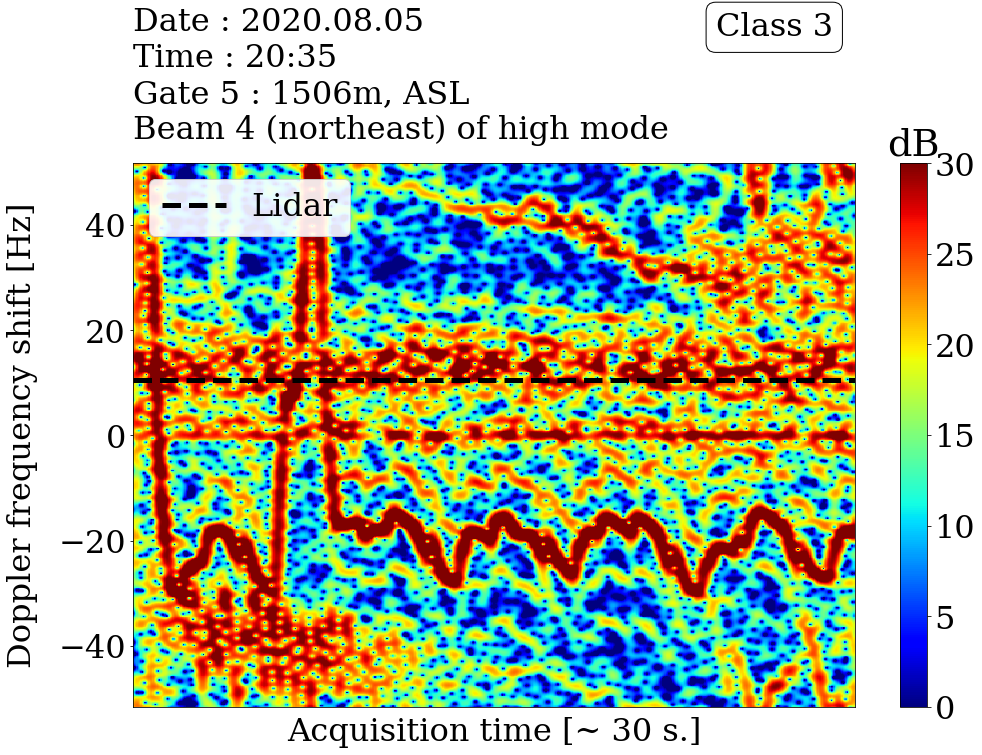 Date : 2020.08.05
Class 3
Time : 20:35
Gate 5 : 1506m, ASL
Beam 4 (northeast) of high mode
dB
Lidar
Doppler frequency shift [Hz]
40
20
0
−20
−40
30
25
20
15
10
5
0
Acquisition time [~ 30 s.]